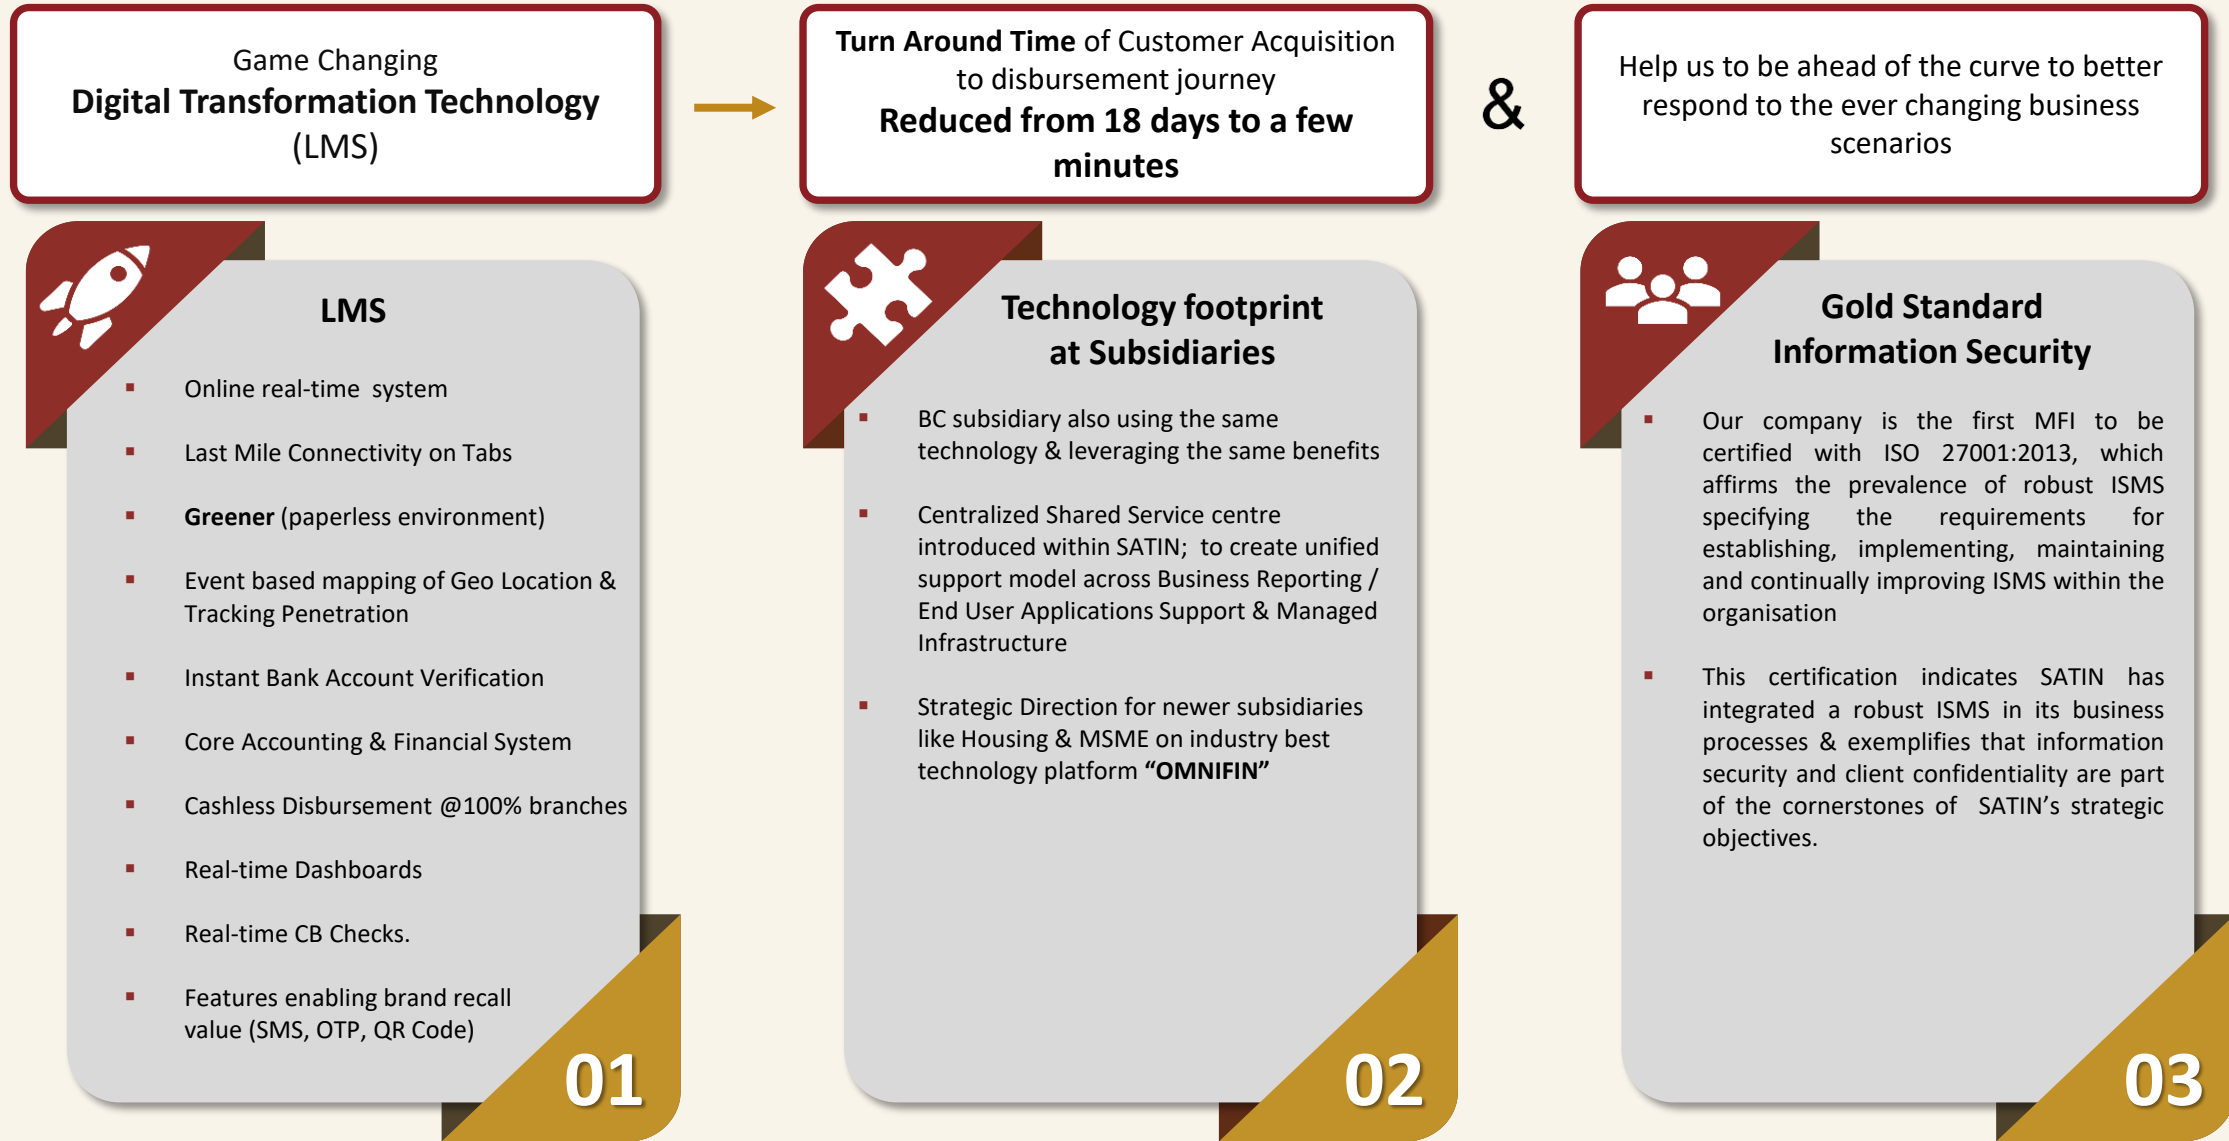 Game Changing
Digital Transformation Technology
(LMS)
Turn Around Time of Customer Acquisition
to disbursement journey
Reduced from 18 days to a few
minutes
&
Help us to be ahead of the curve to better
respond to the ever changing business
scenarios
LMS
▪ Online real-time system
▪ Last Mile Connectivity on Tabs
▪ Greener (paperless environment)
▪ Event based mapping of Geo Location &
Tracking Penetration
▪ Instant Bank Account Verification
▪ Core Accounting & Financial System
▪ Cashless Disbursement @100% branches
▪ Real-time Dashboards
▪ Real-time CB Checks.
▪ Features enabling brand recall
value (SMS, OTP, QR Code)
01
Technology footprint
at Subsidiaries
▪ BC subsidiary also using the same
technology & leveraging the same benefits
▪ Centralized Shared Service centre
introduced within SATIN; to create unified
support model across Business Reporting /
End User Applications Support & Managed
Infrastructure
▪ Strategic Direction for newer subsidiaries
like Housing & MSME on industry best
technology platform “OMNIFIN”
02
Gold Standard
Information Security
▪ Our company is the first MFI to be
certified with ISO 27001:2013, which
affirms the prevalence of robust ISMS
specifying the requirements for
establishing, implementing, maintaining
and continually improving ISMS within the
organisation
▪ This certification indicates SATIN has
integrated a robust ISMS in its business
processes & exemplifies that information
security and client confidentiality are part
of the cornerstones of SATIN’s strategic
objectives.
03